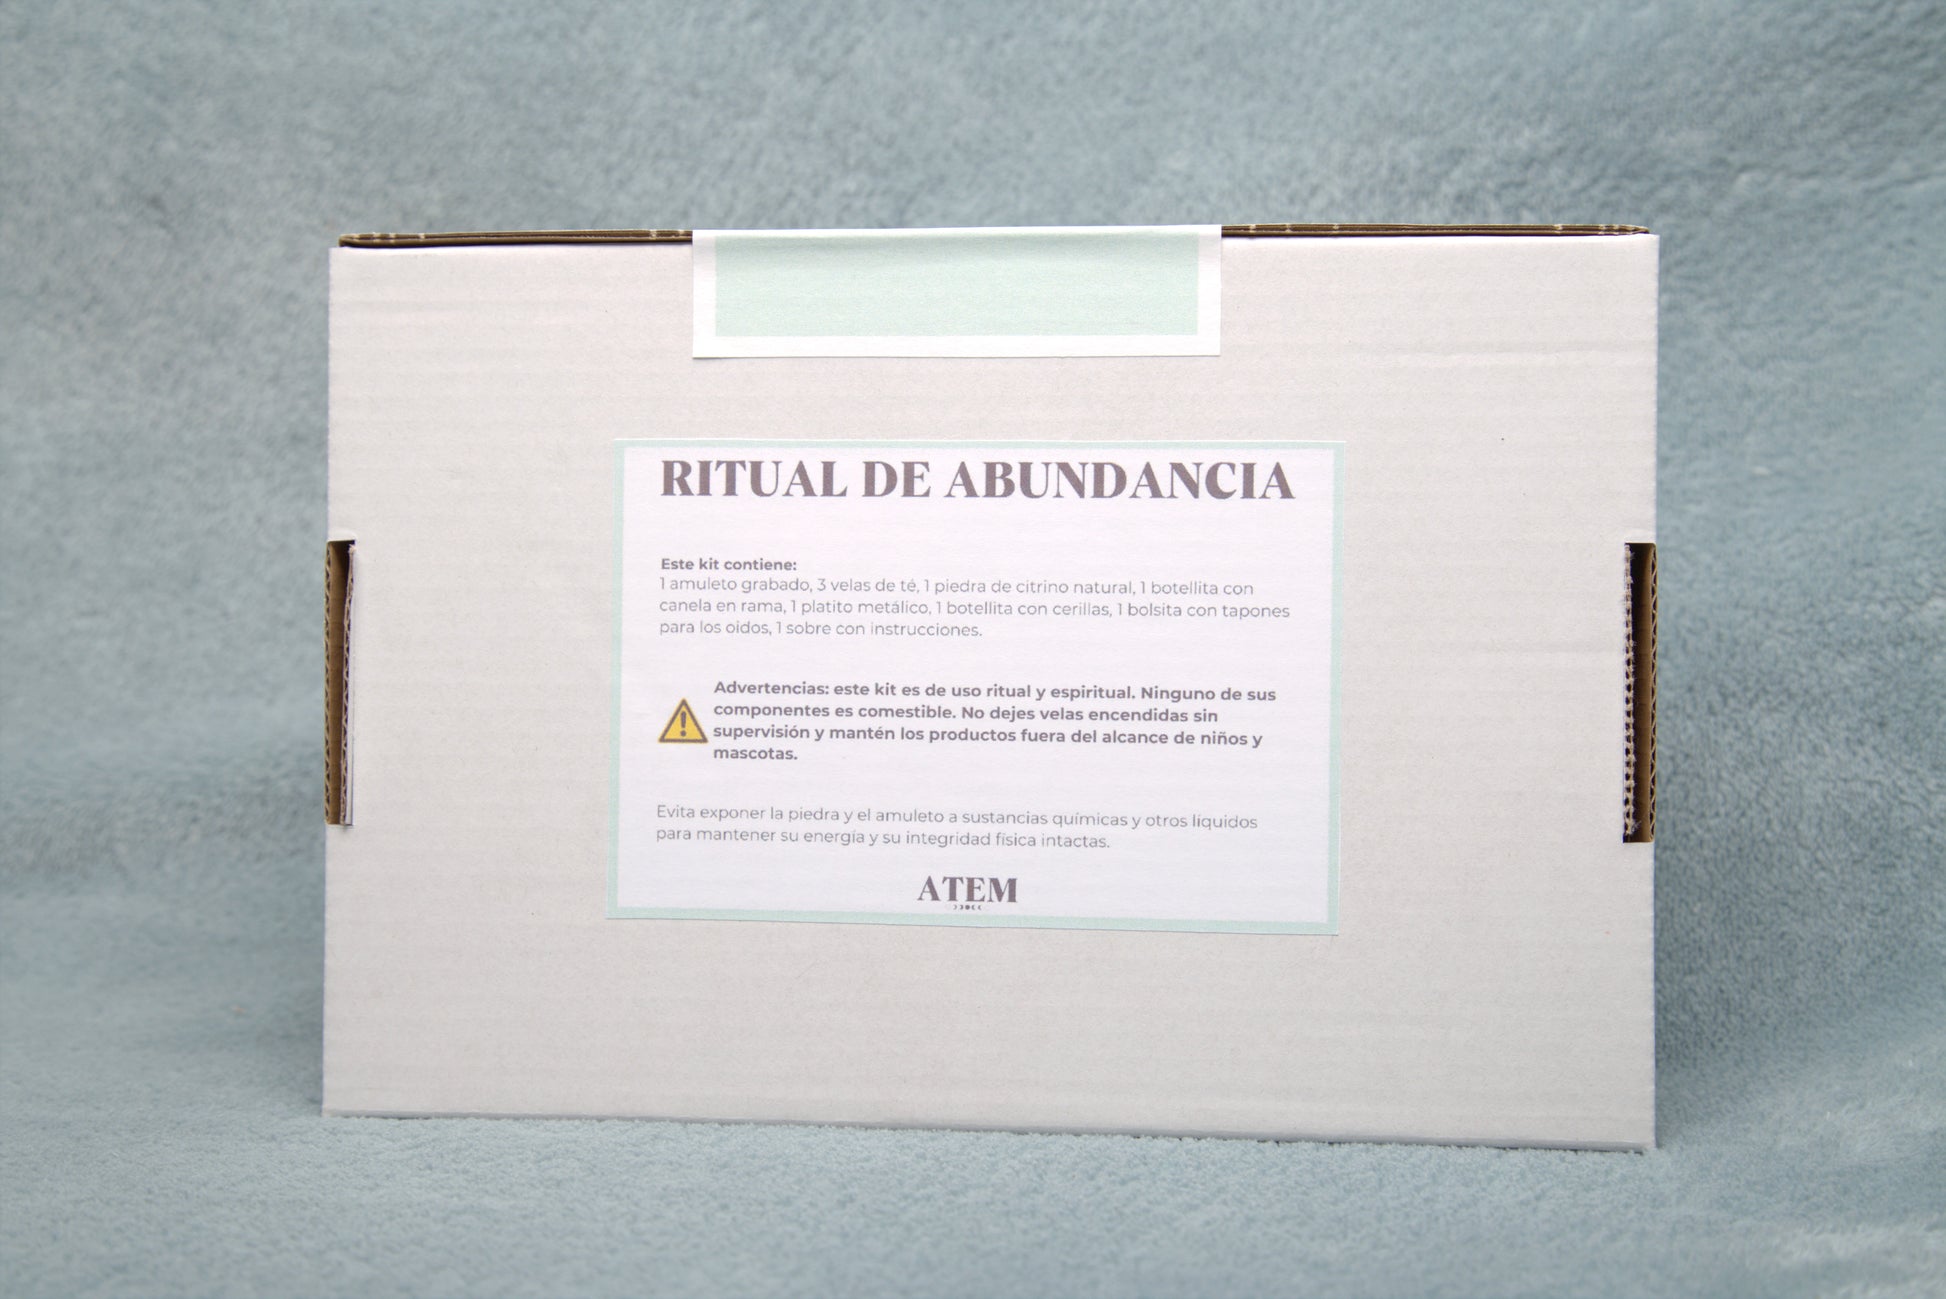 RITUAL DE ABUNDANCIA
Este kit contiene:
1 amuleto grabado, 3 velas de té, 1 piedra de citrino natural, 1 botellita con
canela en rama, 1 platito metálico, 1 botellita con cerillas, 1 bolsita con tapones
para los oidos, 1 sobre con instrucciones.
Advertencias: este kit es de uso ritual y espiritual. Ninguno de sus
componentes es comestible. No dejes velas encendidas sin
supervisión y mantén los productos fuera del alcance de niños y
mascotas.
Evita exponer la piedra y el amuleto a sustancias químicas y otros líquidos
para mantener su energía y su integridad física intactas.
ATEM